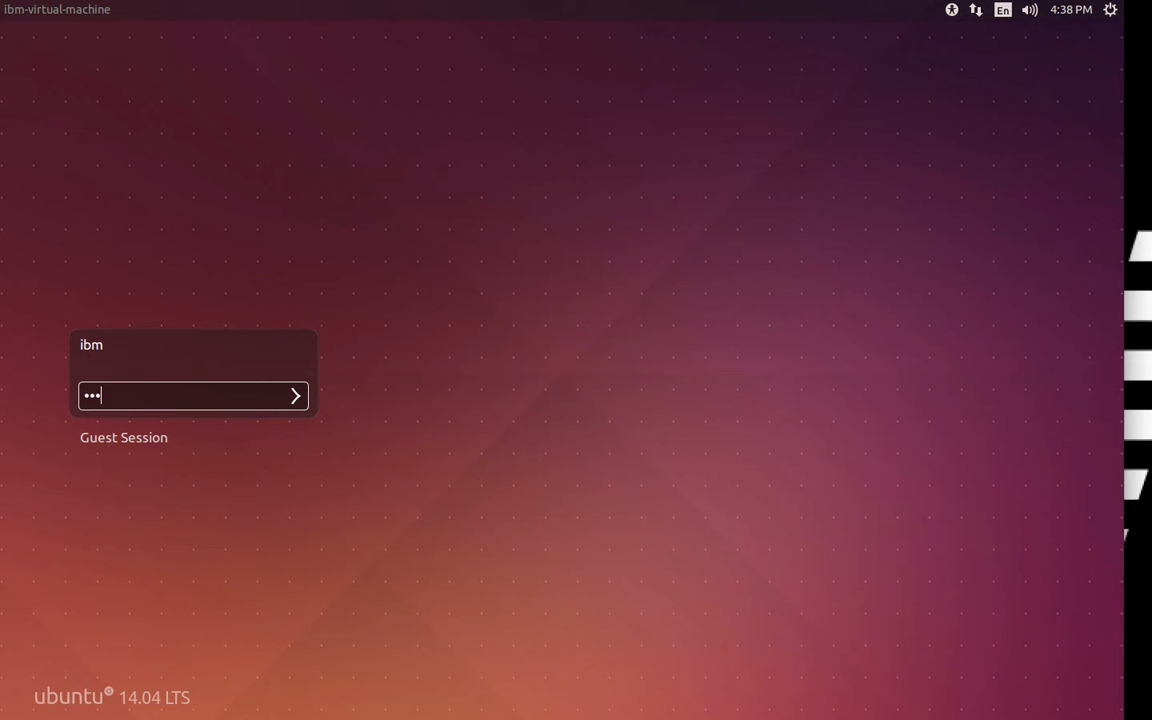 ibm-virtual-machine
En
4:38 PM
ibm
Guest Session
ubuntu 14.04 LTS